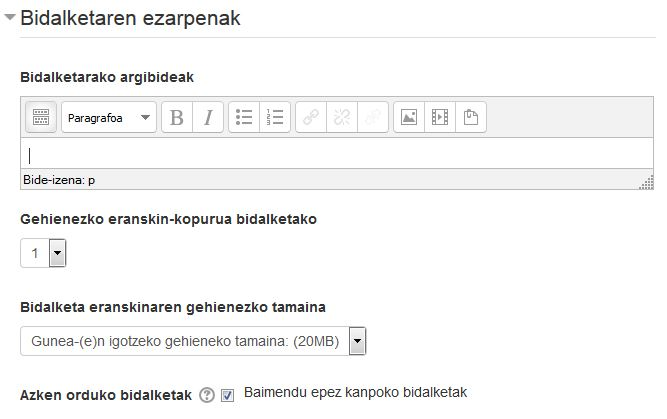 Bidalketaren ezarpenak
Bidalketarako argibideak
Paragrafoa B I
Bide-izena: p
Gehienezko eranskin-kopurua bidalketako
1
Bidalketa eranskinaren gehienezko tamaina
Gunea-(e)n igotzeko gehieneko tamaina: (20MB)
Azken orduko bidalketak ? Baimendu epez kanpoko bidalketak